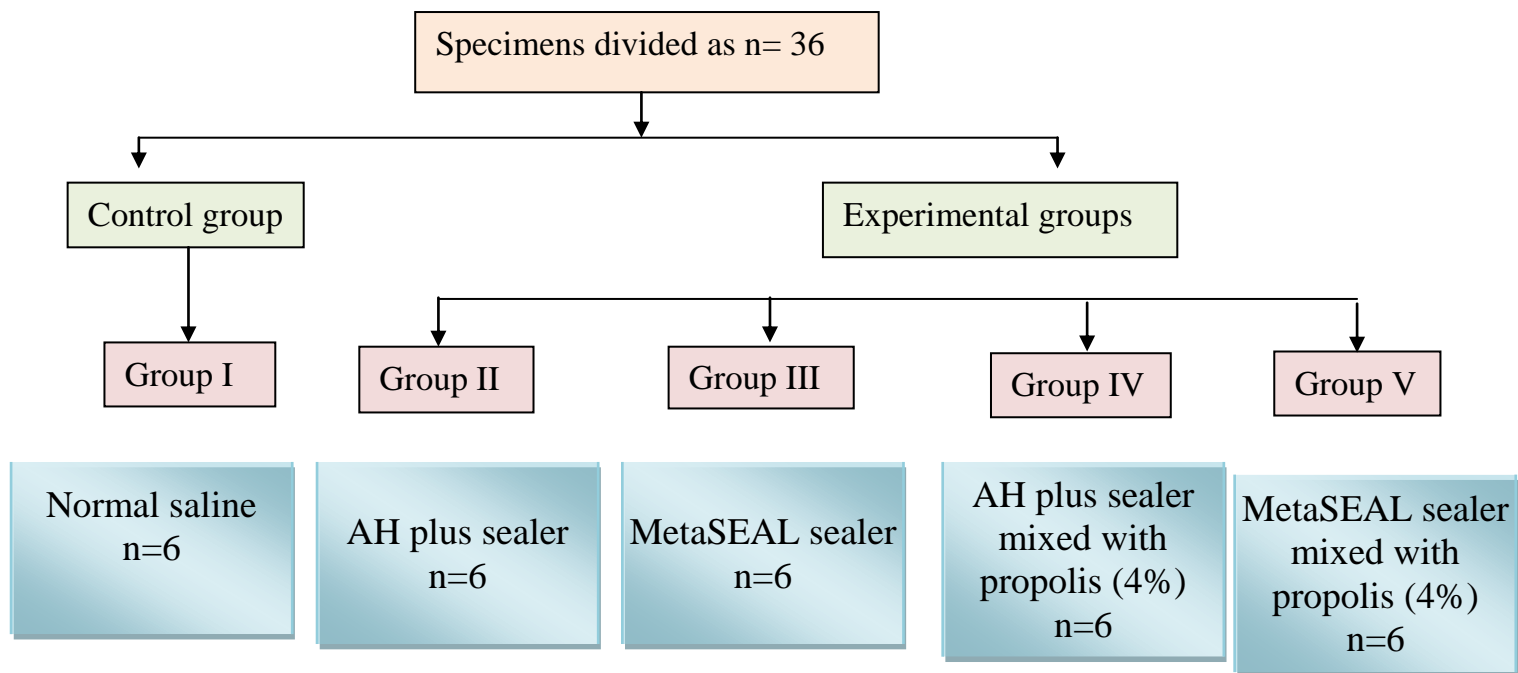 Specimens divided as n= 36
Control group
Experimental groups
Group I
Group II
Group III
Group IV
Group V
Normal saline
n=6
AH plus sealer
n=6
MetaSEAL sealer
n=6
AH plus sealer
mixed with
propolis (4%)
n=6
MetaSEAL sealer
mixed with
propolis (4%)
n=6